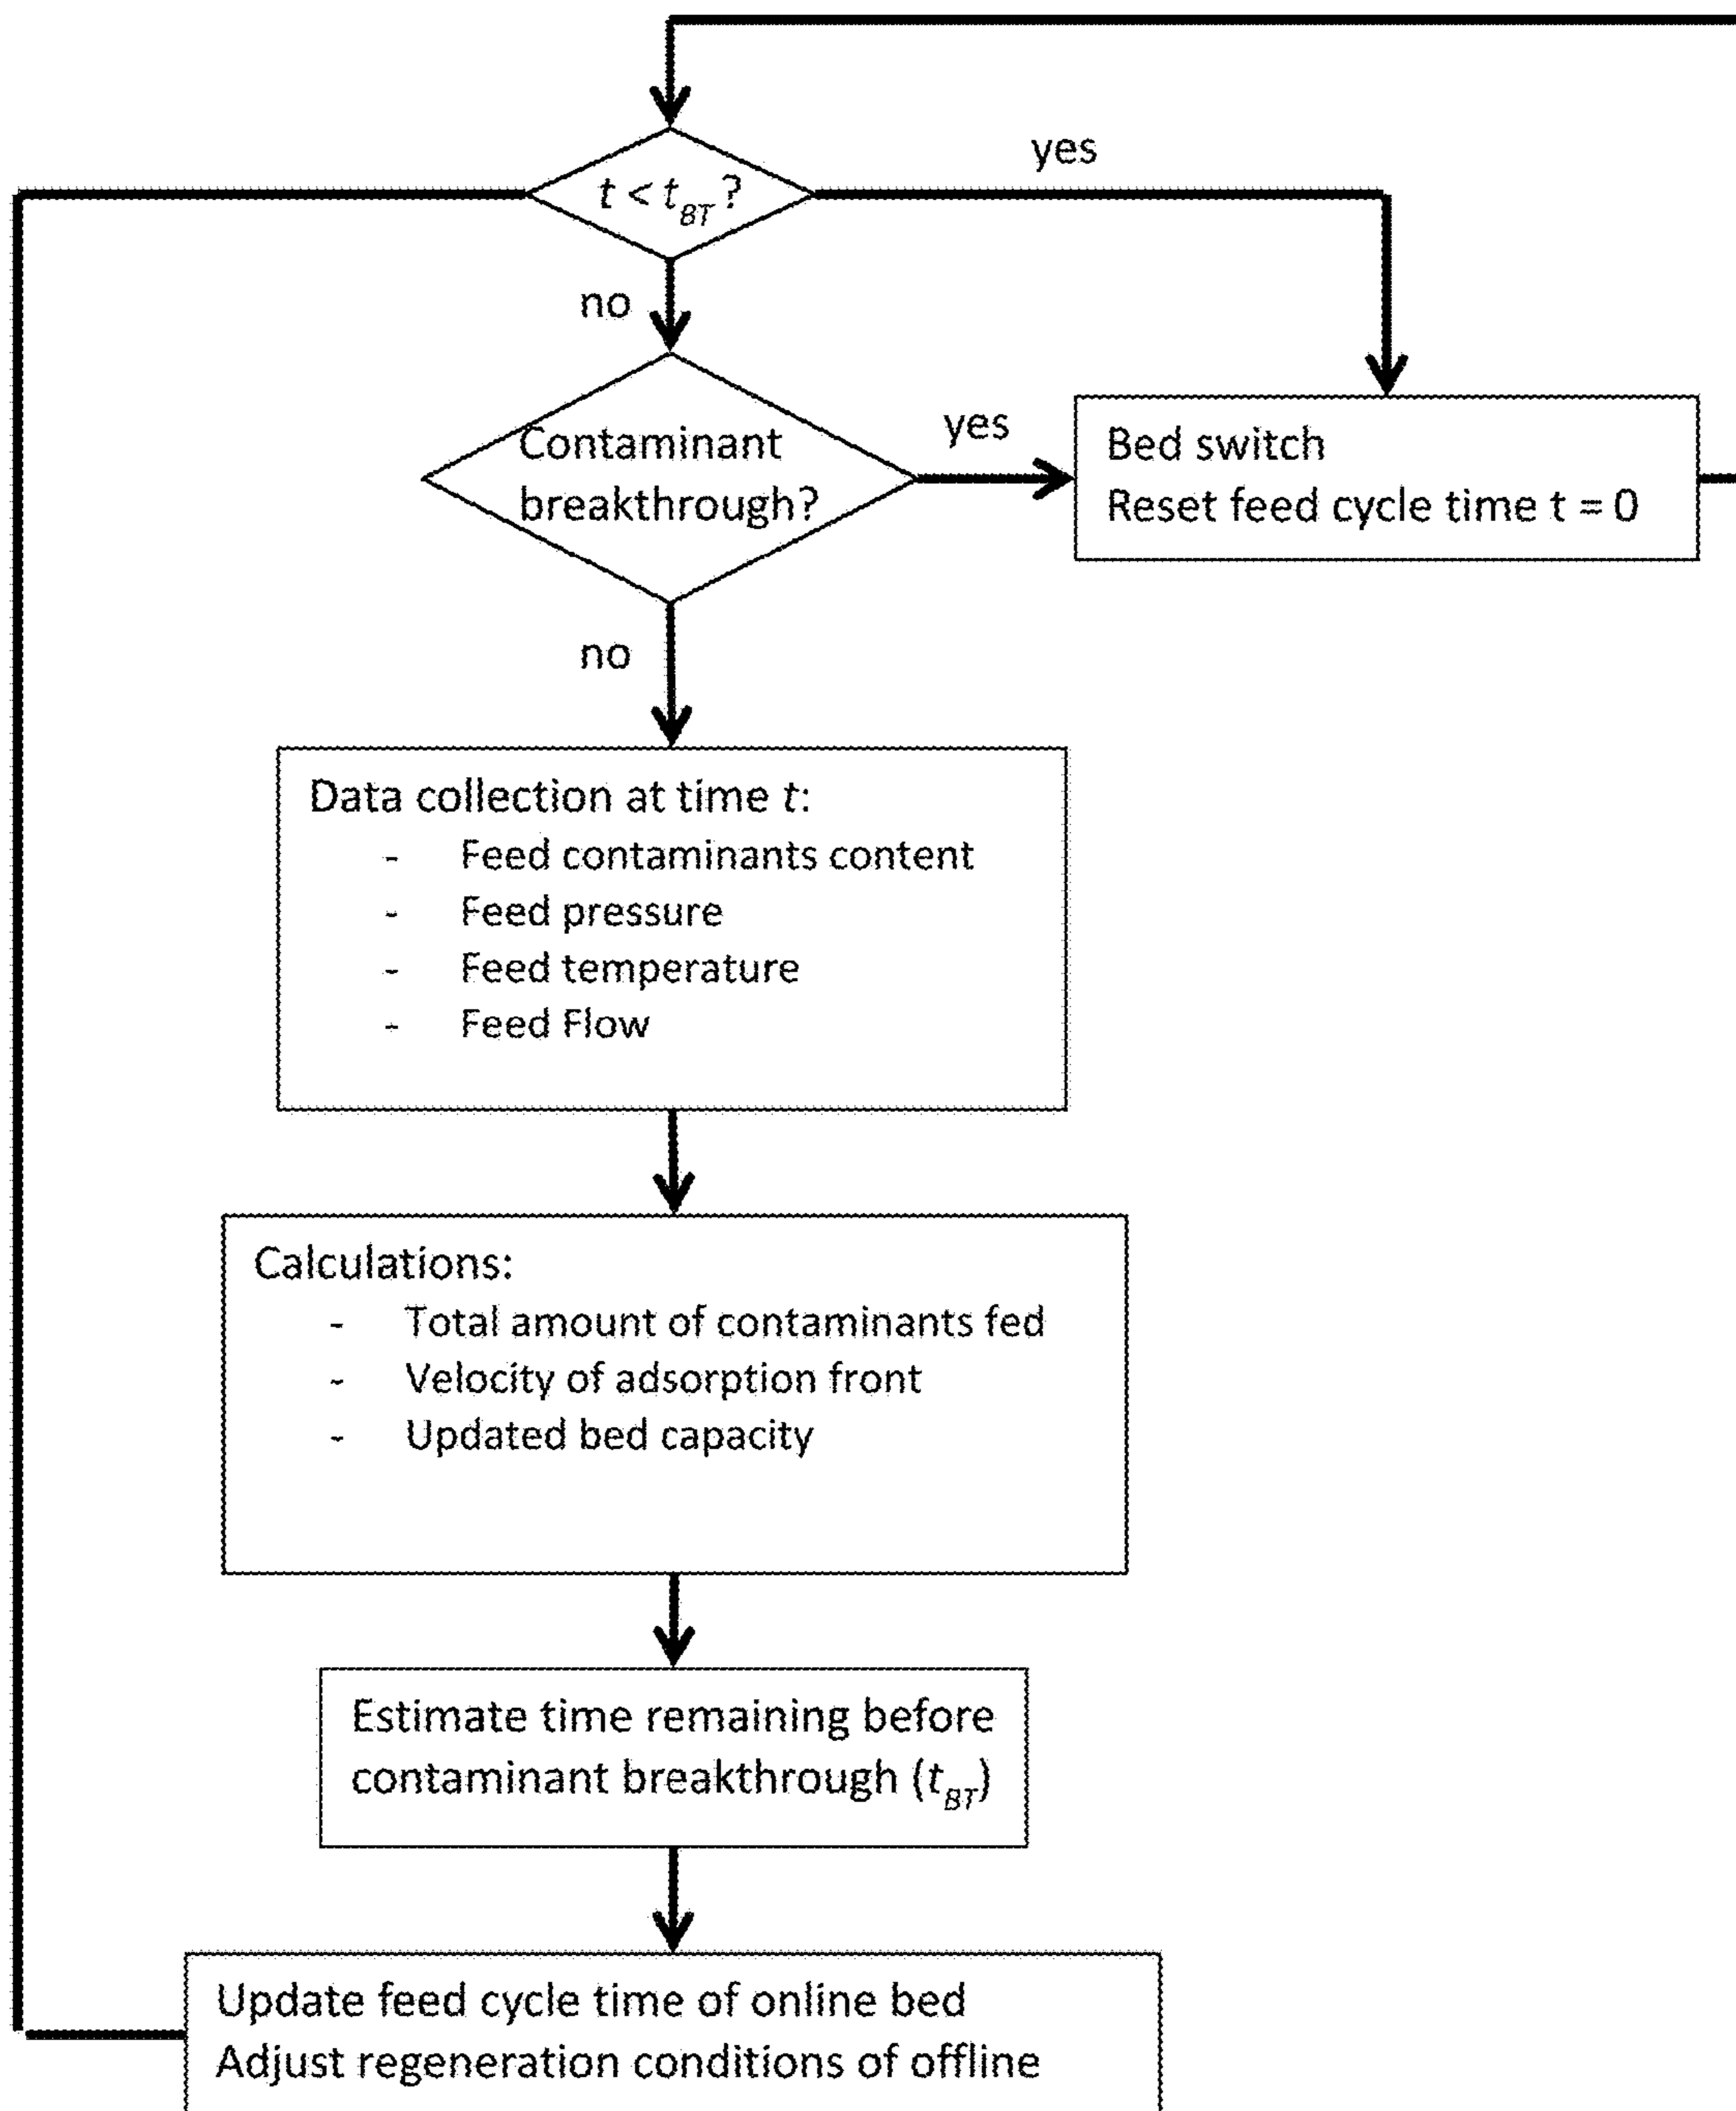 t < t_BT ?
yes
no
Contaminant
breakthrough?
yes
Bed switch
Reset feed cycle time t = 0
no
Data collection at time t:
- Feed contaminants content
- Feed pressure
- Feed temperature
- Feed Flow
Calculations:
- Total amount of contaminants fed
- Velocity of adsorption front
- Updated bed capacity
Estimate time remaining before
contaminant breakthrough (t_BT)
Update feed cycle time of online bed
Adjust regeneration conditions of offline